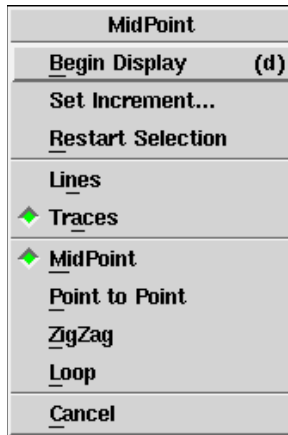 MidPoint
Begin Display (d)
Set Increment...
Restart Selection
Lines
Traces
MidPoint
Point to Point
ZigZag
Loop
Cancel